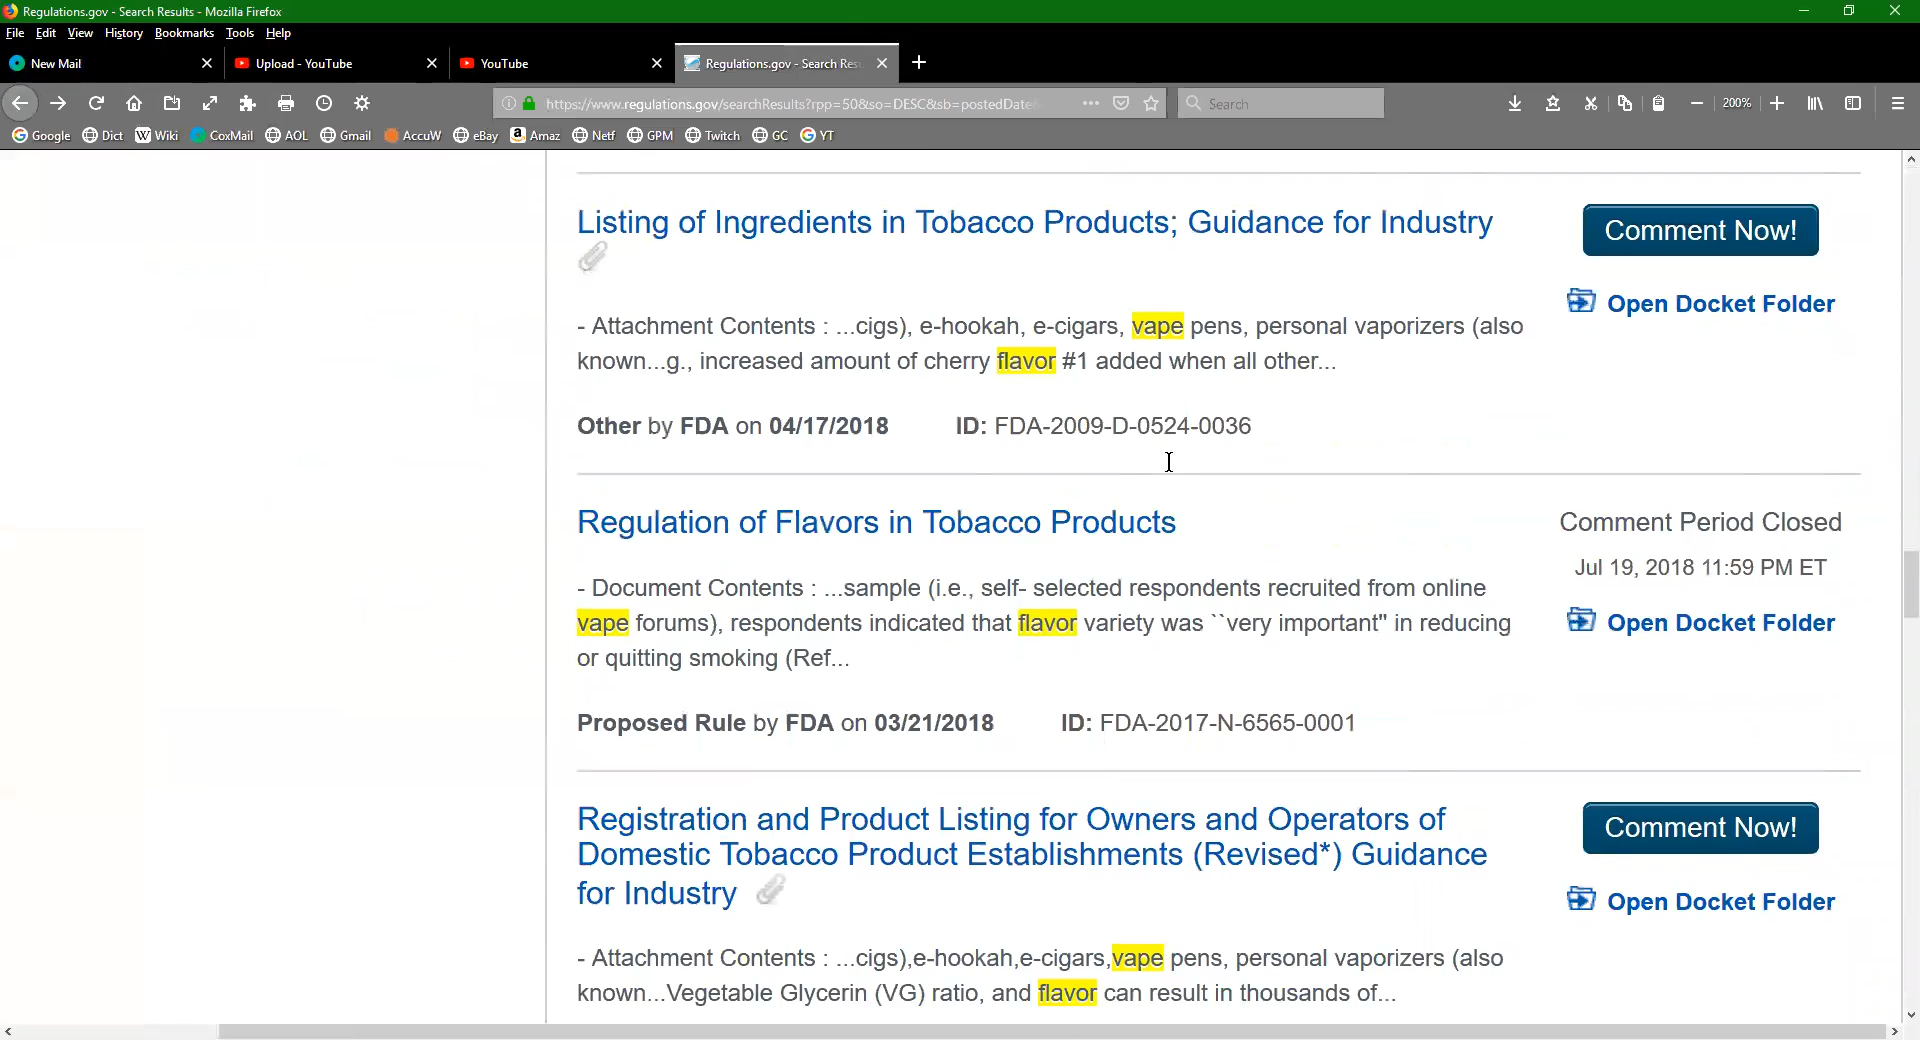 Regulations.gov - Search Results - Mozilla Firefox
File Edit View History Bookmarks Tools Help
New Mail
Upload - YouTube
YouTube
Regulations.gov - Search Res
https://www.regulations.gov/searchResults?rpp=50&so=DESC&sb=postedDate
Search
200%
Google Dict Wiki CoxMail AOL Gmail AccuW eBay Amaz Netf GPM Twitch GC YT
Listing of Ingredients in Tobacco Products; Guidance for Industry
Comment Now!
Open Docket Folder
- Attachment Contents : ...cigs), e-hookah, e-cigars, vape pens, personal vaporizers (also
known...g., increased amount of cherry flavor #1 added when all other...
Other by FDA on 04/17/2018 ID: FDA-2009-D-0524-0036
Regulation of Flavors in Tobacco Products
Comment Period Closed
Jul 19, 2018 11:59 PM ET
Open Docket Folder
- Document Contents : ...sample (i.e., self- selected respondents recruited from online
vape forums), respondents indicated that flavor variety was ``very important'' in reducing
or quitting smoking (Ref...
Proposed Rule by FDA on 03/21/2018 ID: FDA-2017-N-6565-0001
Registration and Product Listing for Owners and Operators of
Domestic Tobacco Product Establishments (Revised*) Guidance
for Industry
Comment Now!
Open Docket Folder
- Attachment Contents : ...cigs),e-hookah,e-cigars,vape pens, personal vaporizers (also
known...Vegetable Glycerin (VG) ratio, and flavor can result in thousands of...